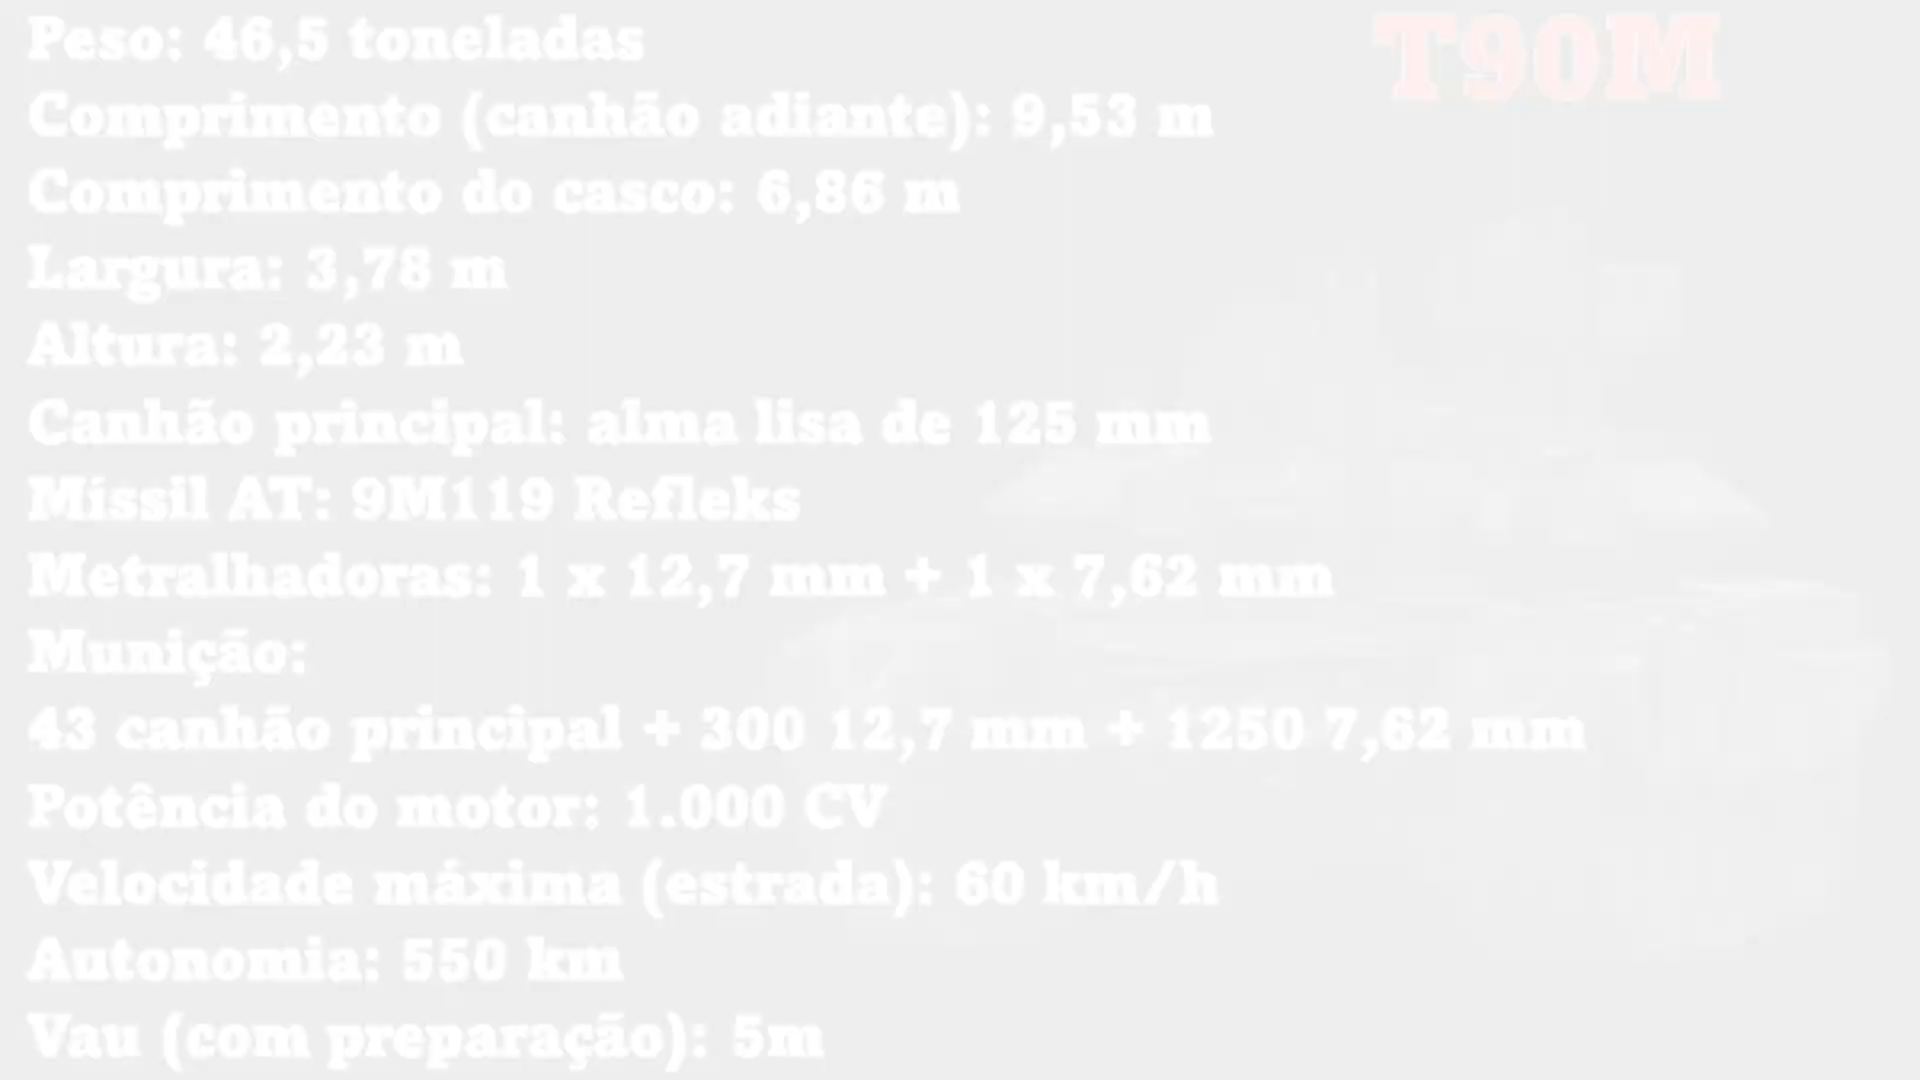 T90M
Peso: 46,5 toneladas
Comprimento (canhão adiante): 9,53 m
Comprimento do casco: 6,86 m
Largura: 3,78 m
Altura: 2,23 m
Canhão principal: alma lisa de 125 mm
Míssil AT: 9M119 Refleks
Metralhadoras: 1 x 12,7 mm + 1 x 7,62 mm
Munição:
43 canhão principal + 300 12,7 mm + 1250 7,62 mm
Potência do motor: 1.000 CV
Velocidade máxima (estrada): 60 km/h
Autonomia: 550 km
Vau (com preparação): 5m